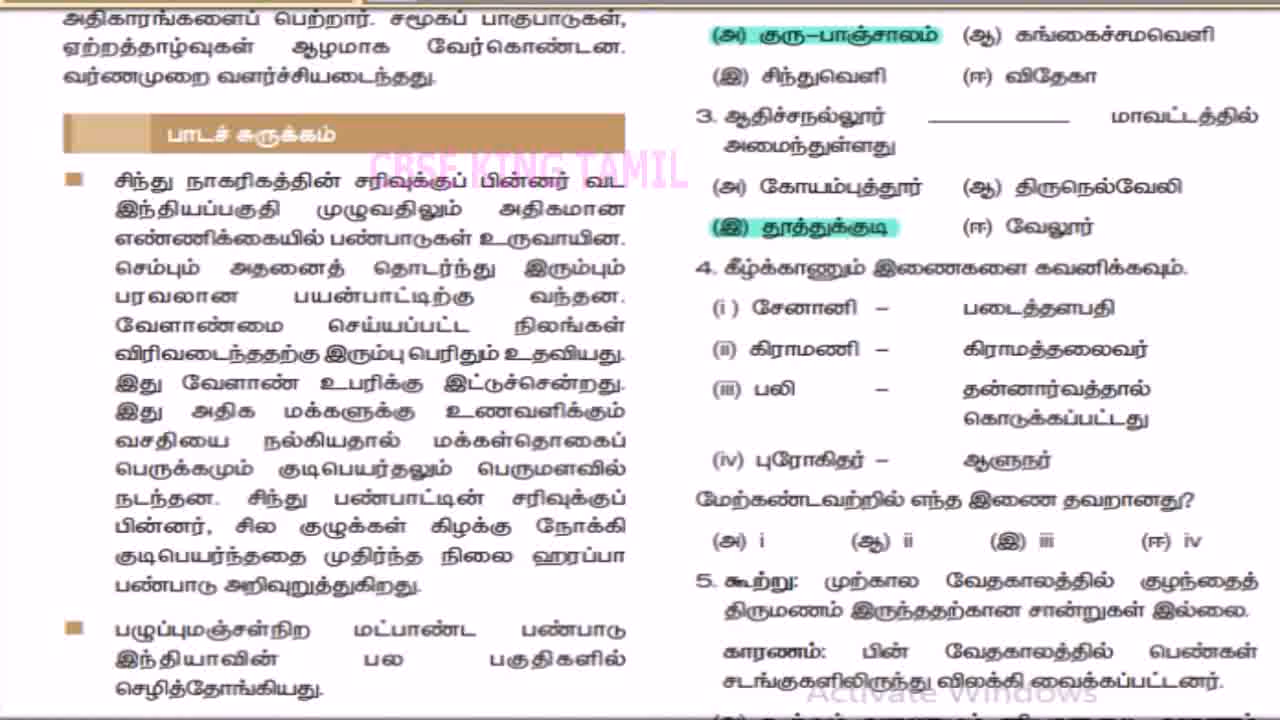 அதிகாரங்களைப் பெற்றார். சமூகப் பாகுபாடுகள்,
ஏற்றத்தாழ்வுகள் ஆழமாக வேர்கொண்டன.
வர்ணமுறை வளர்ச்சியடைந்தது.
பாடச் சுருக்கம்
CBSE KING TAMIL
சிந்து நாகரிகத்தின் சரிவுக்குப் பின்னர் வட
இந்தியப்பகுதி முழுவதிலும் அதிகமான
எண்ணிக்கையில் பண்பாடுகள் உருவாயின.
செம்பும் அதனைத் தொடர்ந்து இரும்பும்
பரவலான பயன்பாட்டிற்கு வந்தன.
வேளாண்மை செய்யப்பட்ட நிலங்கள்
விரிவடைந்ததற்கு இரும்பு பெரிதும் உதவியது.
இது வேளாண் உபரிக்கு இட்டுச்சென்றது.
இது அதிக மக்களுக்கு உணவளிக்கும்
வசதியை நல்கியதால் மக்கள்தொகைப்
பெருக்கமும் குடிபெயர்தலும் பெருமளவில்
நடந்தன. சிந்து பண்பாட்டின் சரிவுக்குப்
பின்னர், சில குழுக்கள் கிழக்கு நோக்கி
குடிபெயர்ந்ததை முதிர்ந்த நிலை ஹரப்பா
பண்பாடு அறிவுறுத்துகிறது.
பழுப்புமஞ்சள்நிற மட்பாண்ட பண்பாடு
இந்தியாவின் பல பகுதிகளில்
செழித்தோங்கியது.
(அ) குரு–பாஞ்சாலம் (ஆ) கங்கைச்சமவெளி
(இ) சிந்துவெளி (ஈ) விதேகா
3. ஆதிச்சநல்லூர் ____________ மாவட்டத்தில்
அமைந்துள்ளது
(அ) கோயம்புத்தூர் (ஆ) திருநெல்வேலி
(இ) தூத்துக்குடி (ஈ) வேலூர்
4. கீழ்க்காணும் இணைகளை கவனிக்கவும்.
(i ) சேனானி – படைத்தளபதி
(ii) கிராமணி – கிராமத்தலைவர்
(iii) பலி – தன்னார்வத்தால்
கொடுக்கப்பட்டது
(iv) புரோகிதர் – ஆளுநர்
மேற்கண்டவற்றில் எந்த இணை தவறானது?
(அ) i (ஆ) ii (இ) iii (ஈ) iv
5. கூற்று: முற்கால வேதகாலத்தில் குழந்தைத்
திருமணம் இருந்ததற்கான சான்றுகள் இல்லை.
காரணம்: பின் வேதகாலத்தில் பெண்கள்
சடங்குகளிலிருந்து விலக்கி வைக்கப்பட்டனர்.
Activate Windows